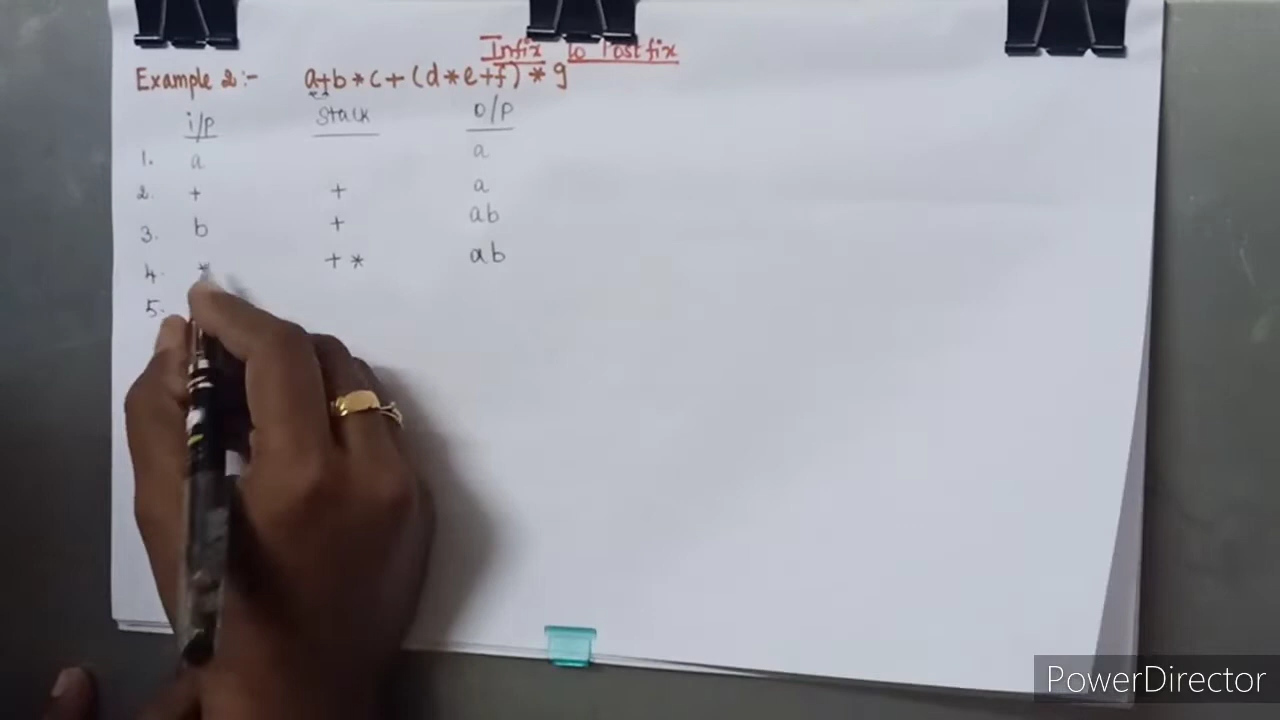 Infix to Postfix
Example 2:- a+b*c+(d*e+f)*g
i/p Stack o/p
1. a a
2. + + a
3. b + ab
4. * +* ab
5.
PowerDirector